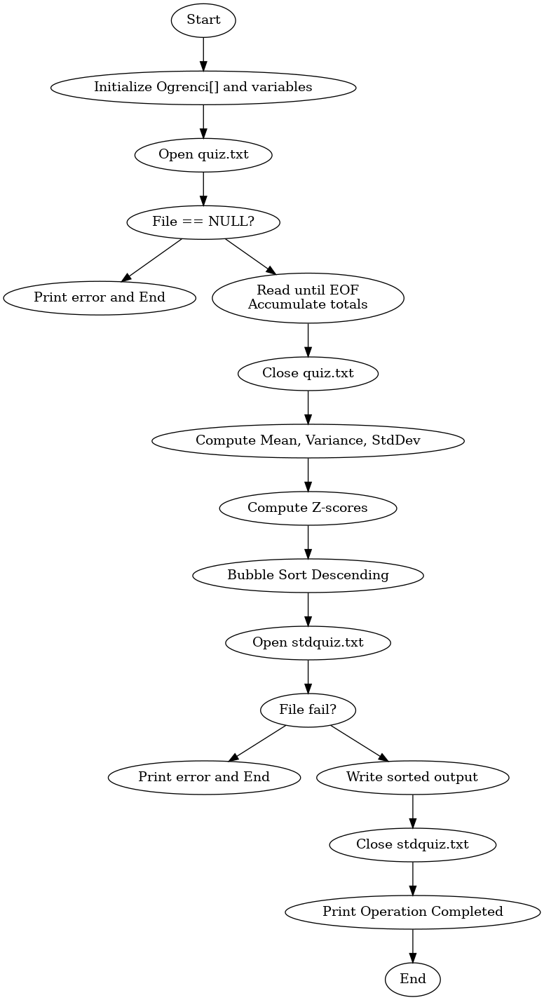 Start
Initialize Ogrenci[] and variables
Open quiz.txt
File == NULL?
Print error and End
Read until EOF
Accumulate totals
Close quiz.txt
Compute Mean, Variance, StdDev
Compute Z-scores
Bubble Sort Descending
Open stdquiz.txt
File fail?
Print error and End
Write sorted output
Close stdquiz.txt
Print Operation Completed
End